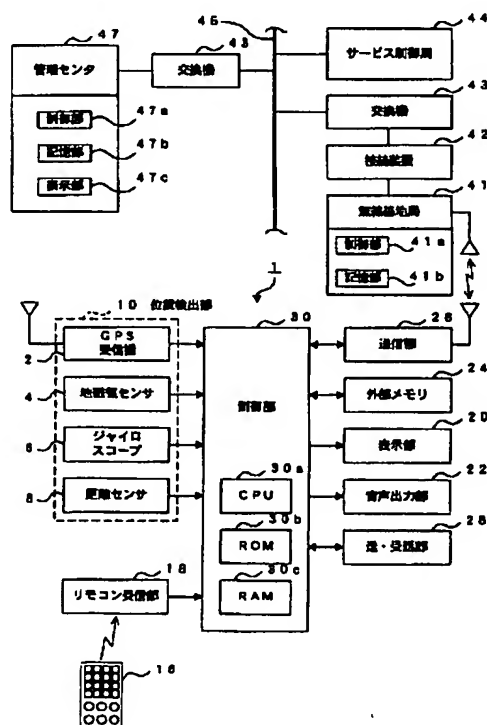 47
43
45
44
管理センタ
交換機
サービス制御局
制御部
47a
記憶部
47b
表示部
47c
43
交換機
42
接続装置
41
無線基地局
制御部
41a
記憶部
41b
1
10
位置検出部
30
26
GPS
受信機
2
通信部
地磁気センサ
4
24
外部メモリ
制御部
ジャイロ
スコープ
6
20
表示部
距離センサ
8
30a
CPU
22
音声出力部
30b
ROM
28
送・受話部
30c
RAM
18
リモコン受信部
16